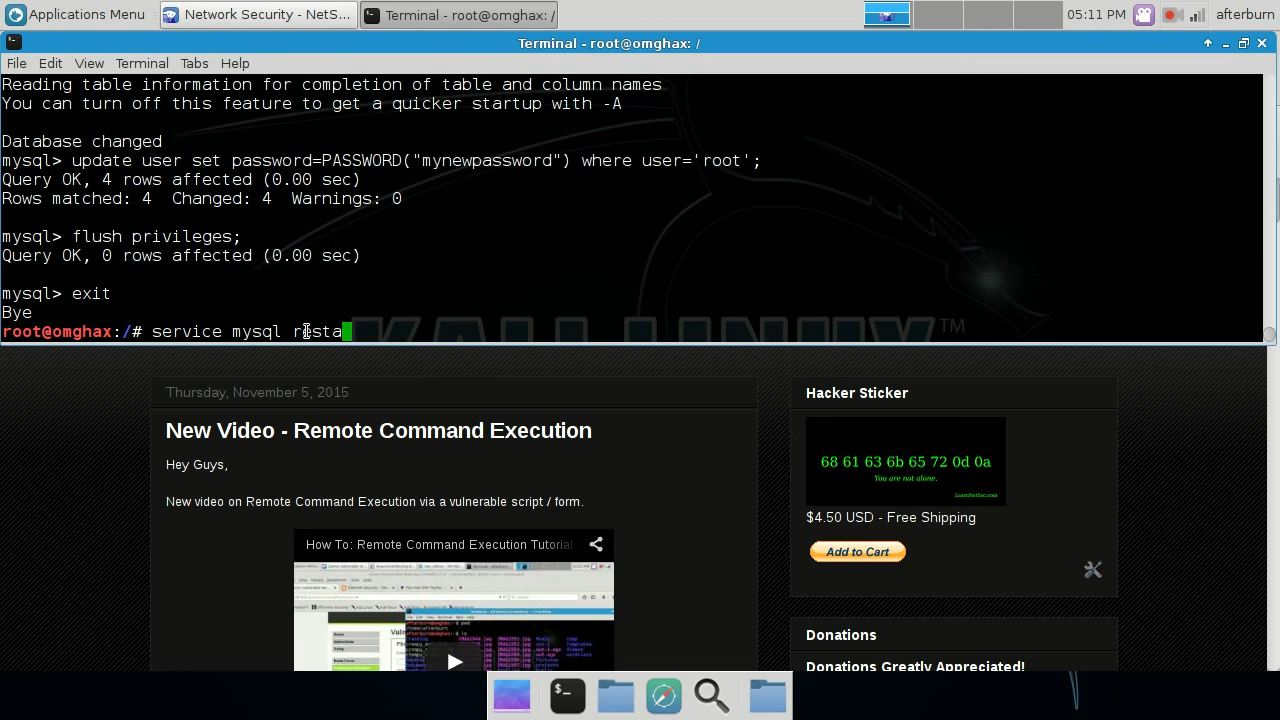 Applications Menu
Network Security - NetS...
Terminal - root@omghax: /
05:11 PM
afterburn
Terminal - root@omghax: /
File Edit View Terminal Tabs Help
Reading table information for completion of table and column names
You can turn off this feature to get a quicker startup with -A
Database changed
mysql> update user set password=PASSWORD("mynewpassword") where user='root';
Query OK, 4 rows affected (0.00 sec)
Rows matched: 4  Changed: 4  Warnings: 0
mysql> flush privileges;
Query OK, 0 rows affected (0.00 sec)
mysql> exit
Bye
root@omghax:/# service mysql resta
KALI LINUX™
Thursday, November 5, 2015
New Video - Remote Command Execution
Hey Guys,
New video on Remote Command Execution via a vulnerable script / form.
How To: Remote Command Execution Tutorial
Hacker Sticker
68 61 63 6b 65 72 0d 0a
You are not alone.
LearnNetSec.com
$4.50 USD - Free Shipping
Add to Cart
Donations
Donations Greatly Appreciated!